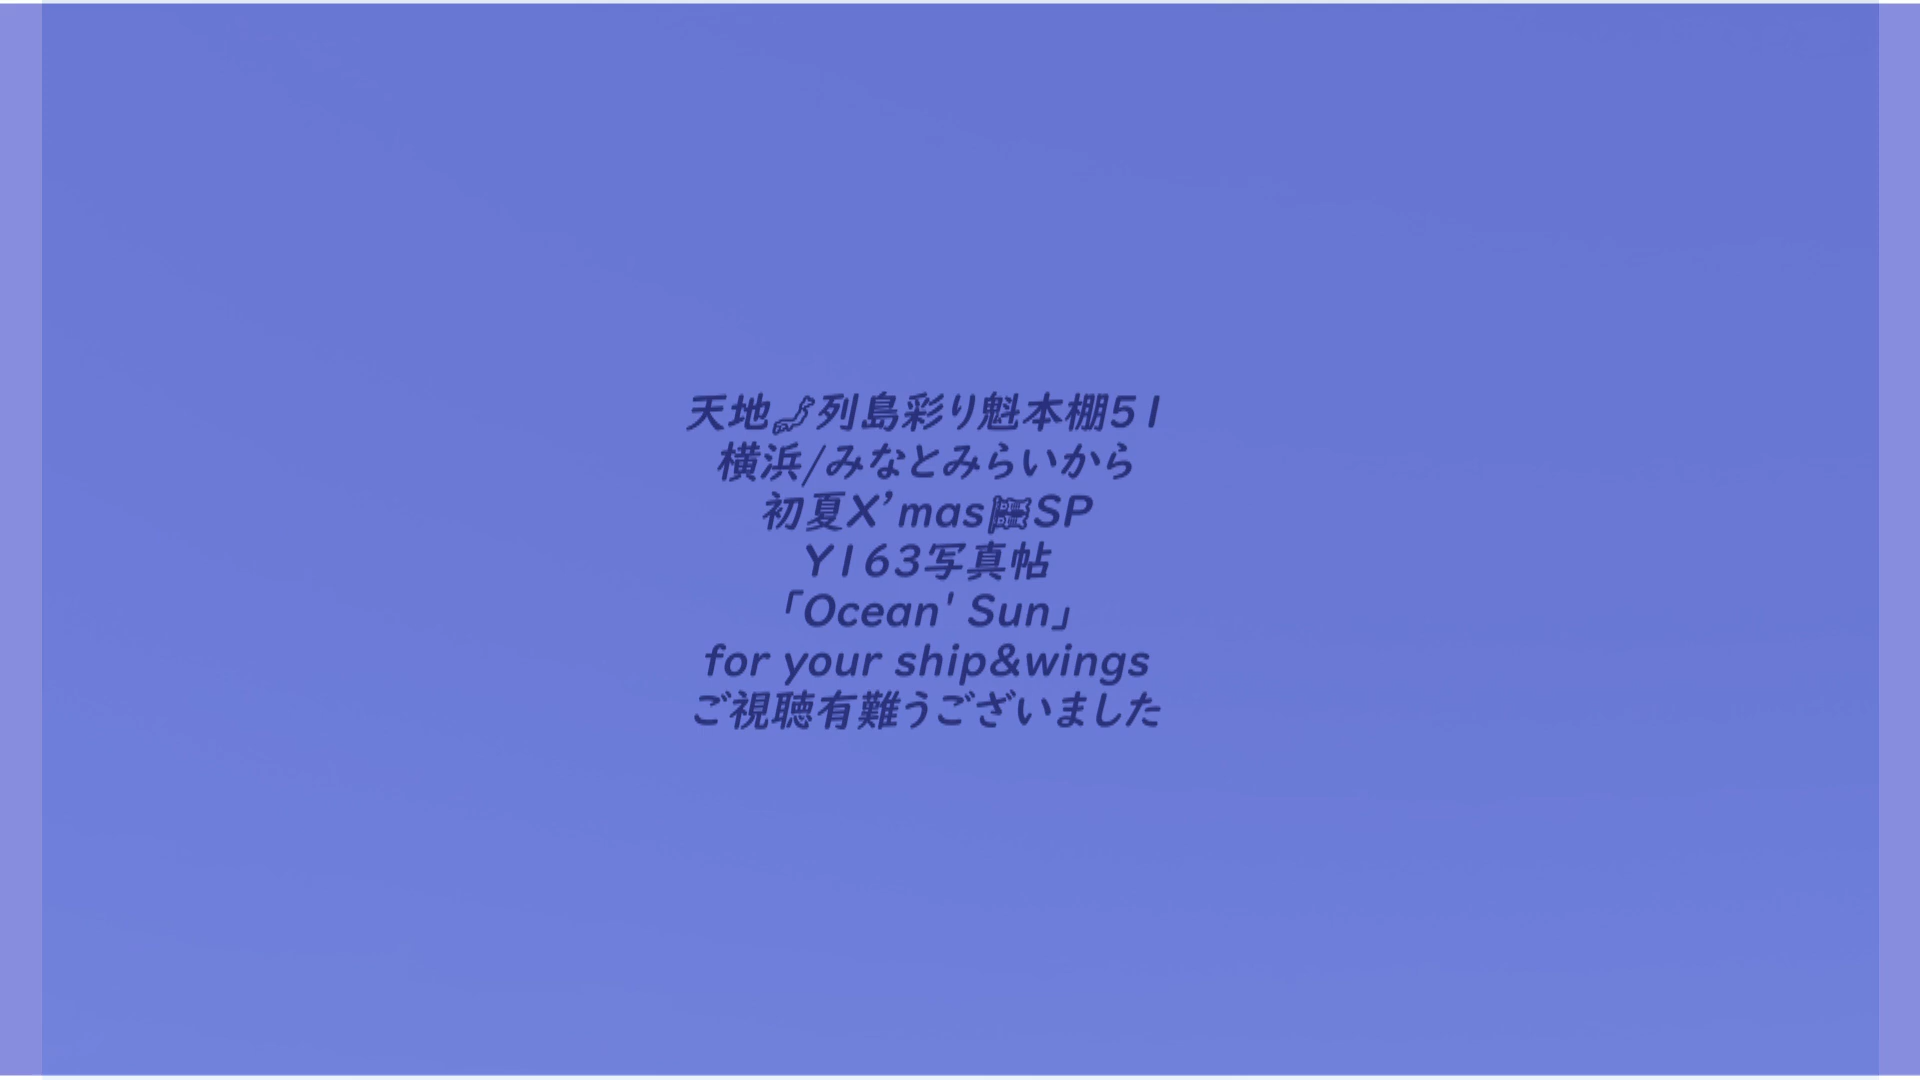 天地🗾列島彩り魁本棚51
横浜/みなとみらいから
初夏X’mas🎏SP
Y163写真帖
「Ocean' Sun」
for your ship&wings
ご視聴有難うございました